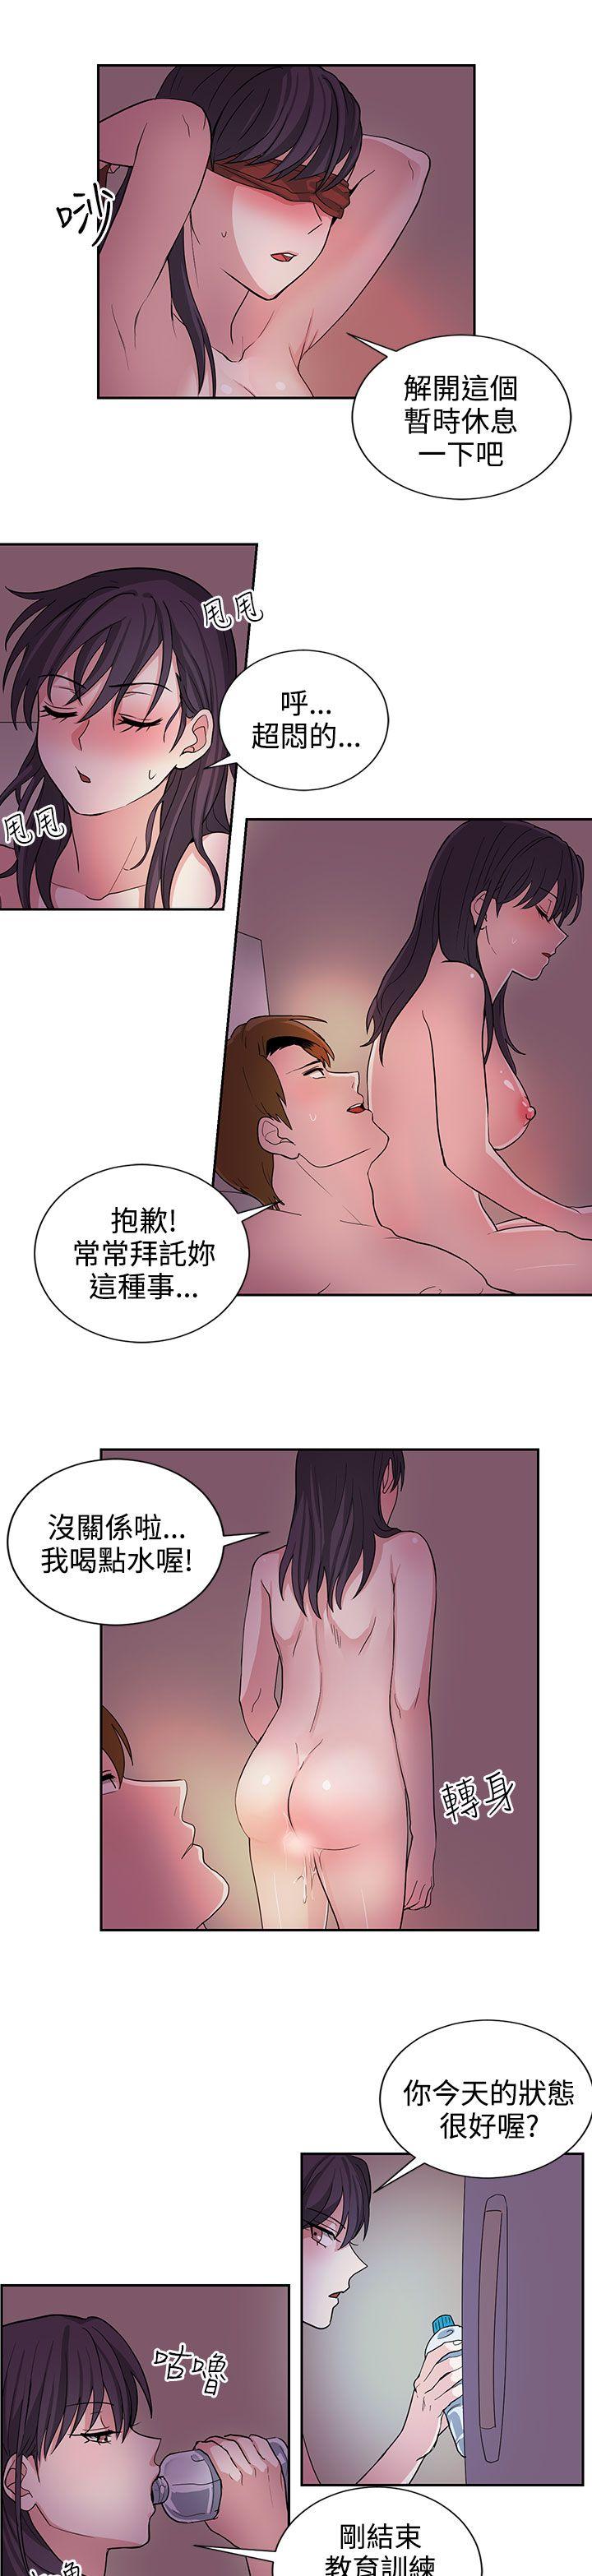 唦
解開這個
暫時休息
一下吧
甩甩
呼...
超悶的...
甩甩
抱歉!
常常拜託妳
這種事...
沒關係啦...
我喝點水喔!
轉身
你今天的狀態
很好喔?
咕嚕
剛結束
教育訓練